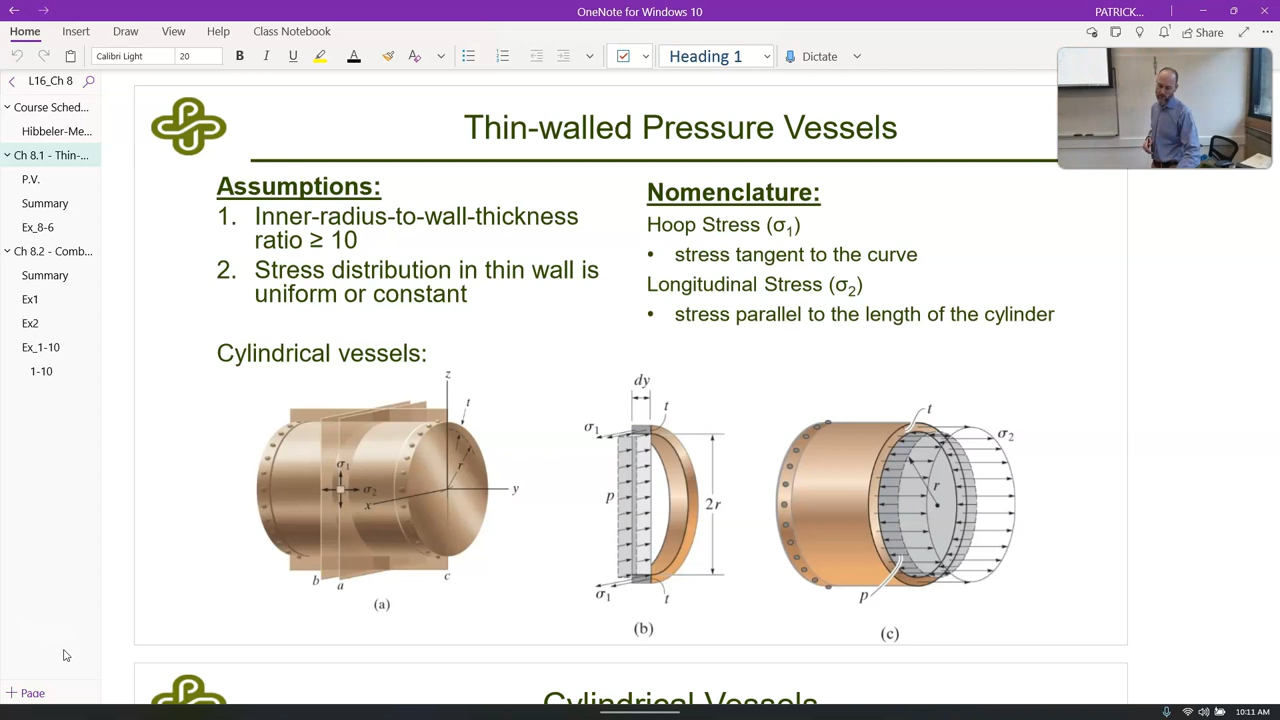 OneNote for Windows 10
PATRICK...
Home Insert Draw View Help Class Notebook
Share
Calibri Light 20 B I U A Heading 1 Dictate
L16_Ch 8
Course Sched...
Hibbeler-Me...
Ch 8.1 - Thin-...
P.V.
Summary
Ex_8-6
Ch 8.2 - Comb...
Summary
Ex1
Ex2
Ex_1-10
1-10
+ Page
Thin-walled Pressure Vessels
Assumptions:
1. Inner-radius-to-wall-thickness
ratio ≥ 10
2. Stress distribution in thin wall is
uniform or constant
Nomenclature:
Hoop Stress (σ1)
• stress tangent to the curve
Longitudinal Stress (σ2)
• stress parallel to the length of the cylinder
Cylindrical vessels:
z
t
r
σ1
σ2
x
y
b
a
c
(a)
dy
t
σ1
p
2r
σ1
t
(b)
t
σ2
r
p
(c)
Cylindrical Vessels
10:11 AM